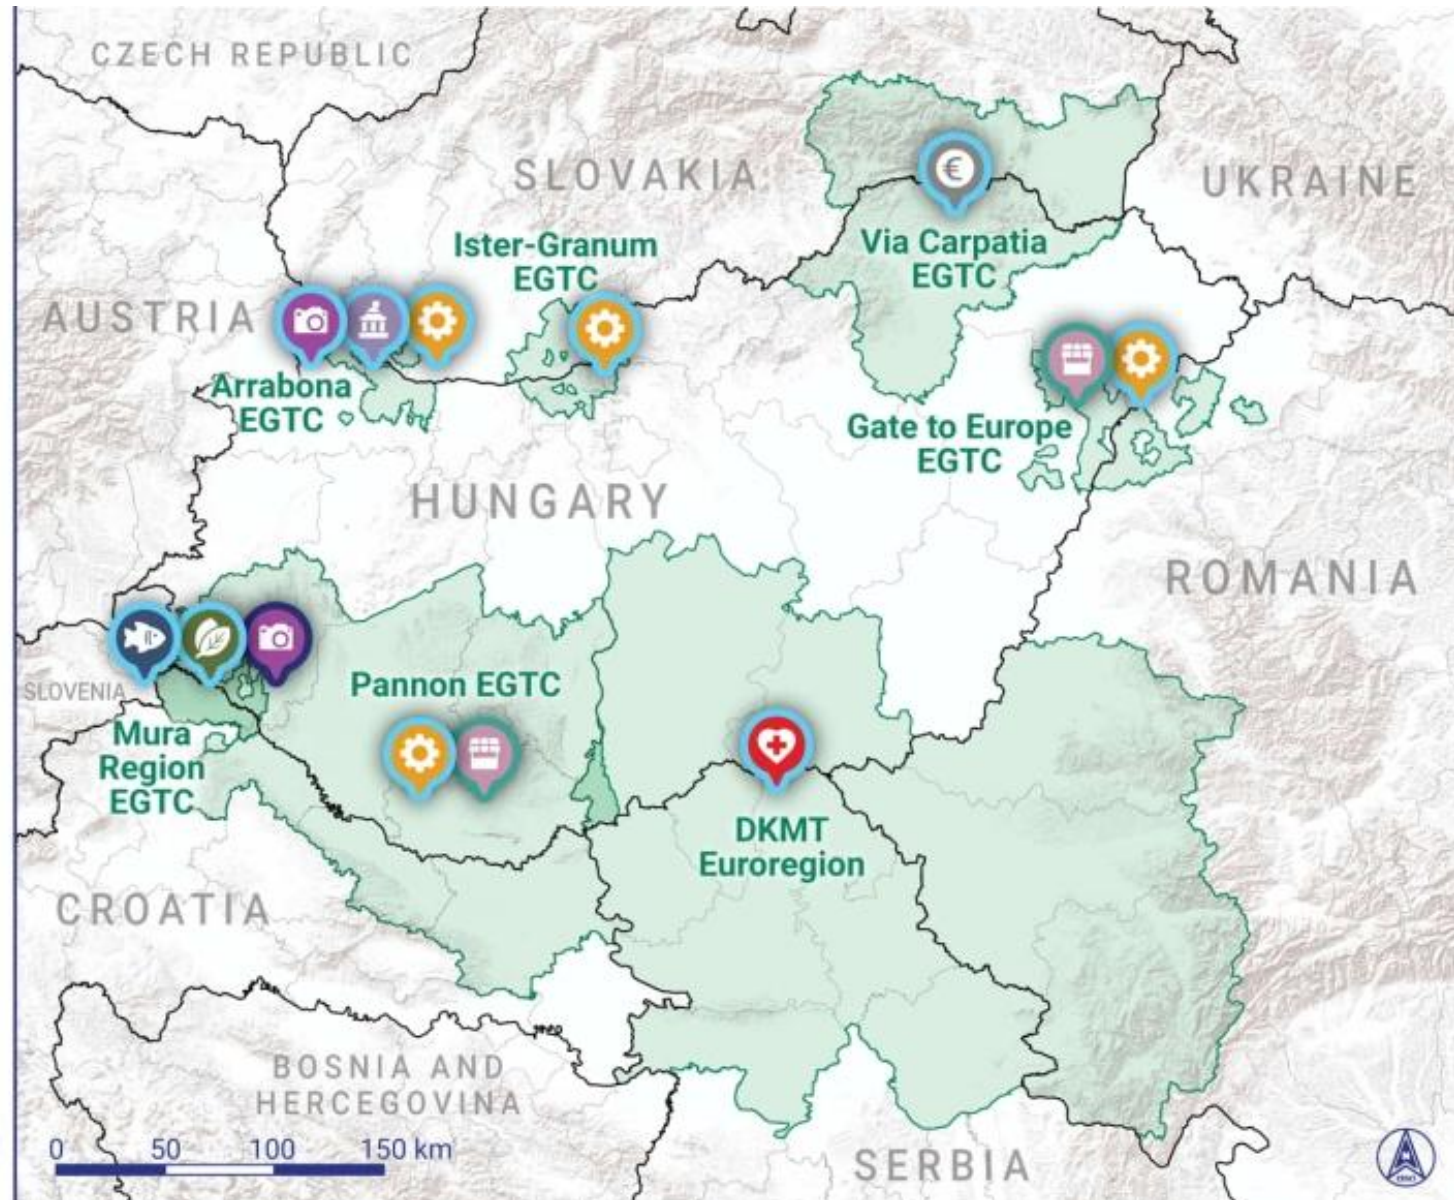 CZECH REPUBLIC
SLOVAKIA
UKRAINE
€
Ister-Granum
EGTC
Via Carpatia
EGTC
AUSTRIA
Arrabona
EGTC
Gate to Europe
EGTC
HUNGARY
ROMANIA
SLOVENIA
Pannon EGTC
Mura
Region
EGTC
DKMT
Euroregion
CROATIA
BOSNIA AND
HERCEGOVINA
0 50 100 150 km
SERBIA